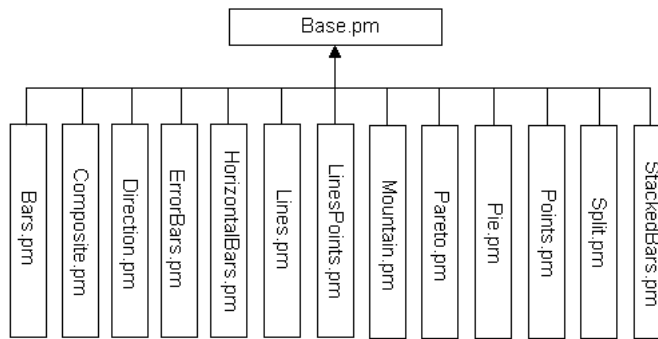 Base.pm
Bars.pm
Composite.pm
Direction.pm
ErrorBars.pm
HorizontalBars.pm
Lines.pm
LinesPoints.pm
Mountain.pm
Pareto.pm
Pie.pm
Points.pm
Split.pm
StackedBars.pm